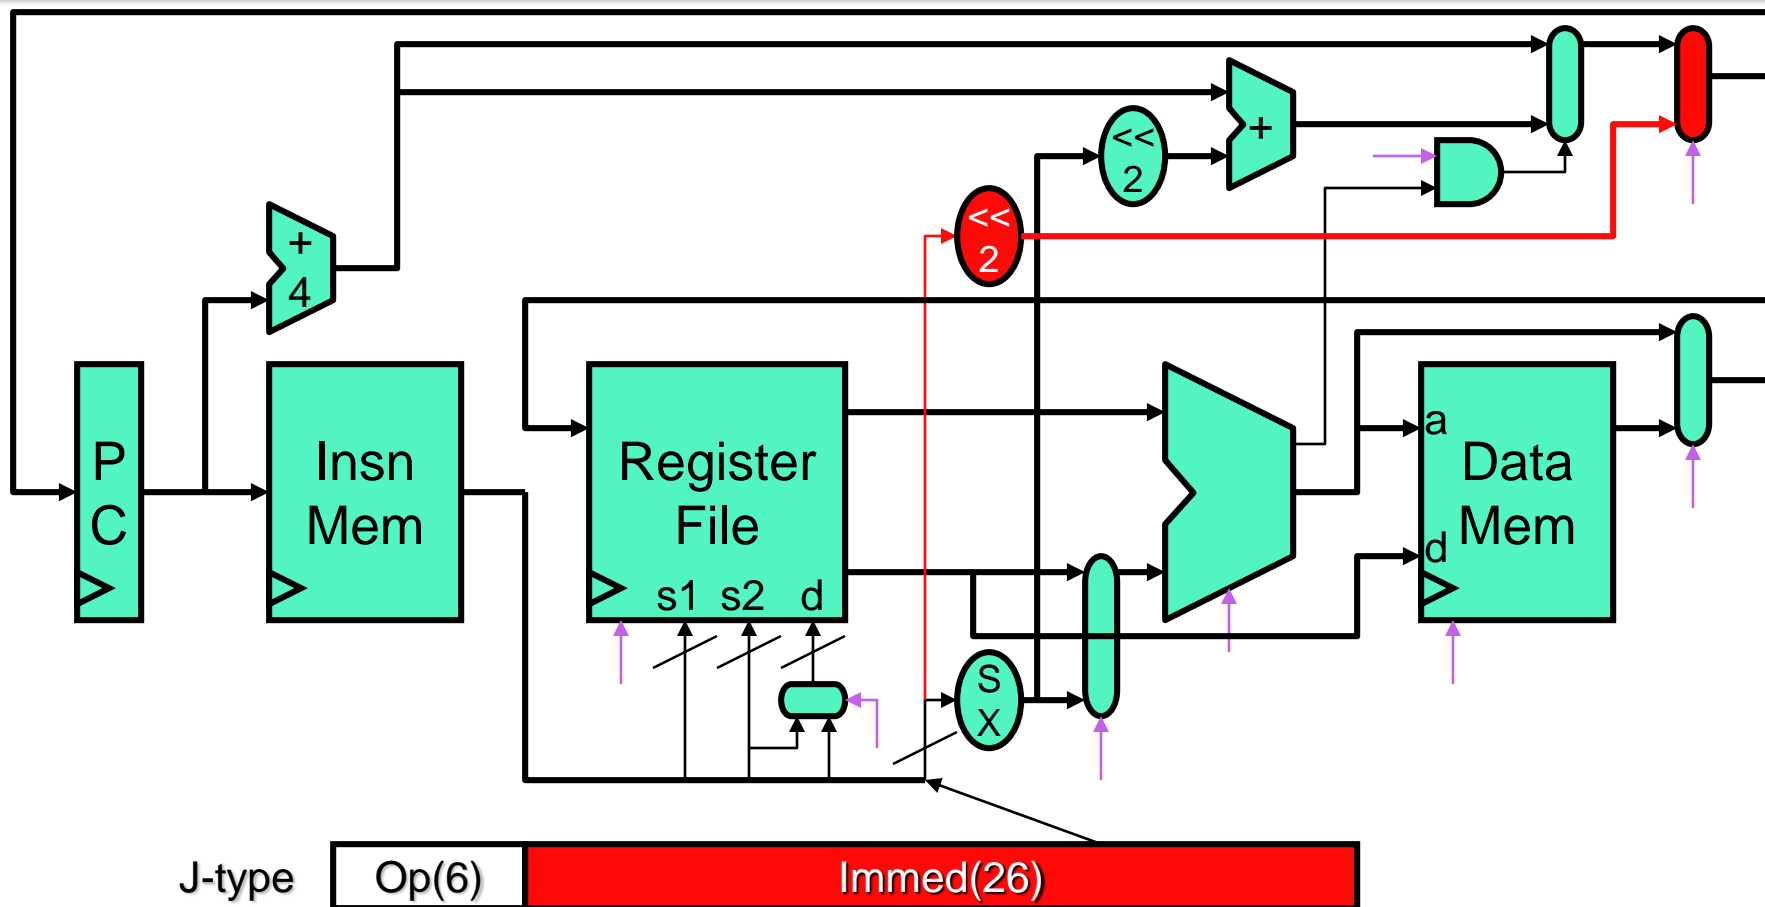 +
4
<<
2
+
<<
2
P
C
Insn
Mem
Register
File
s1 s2 d
a
Data
Mem
d
S
X
J-type Op(6) Immed(26)